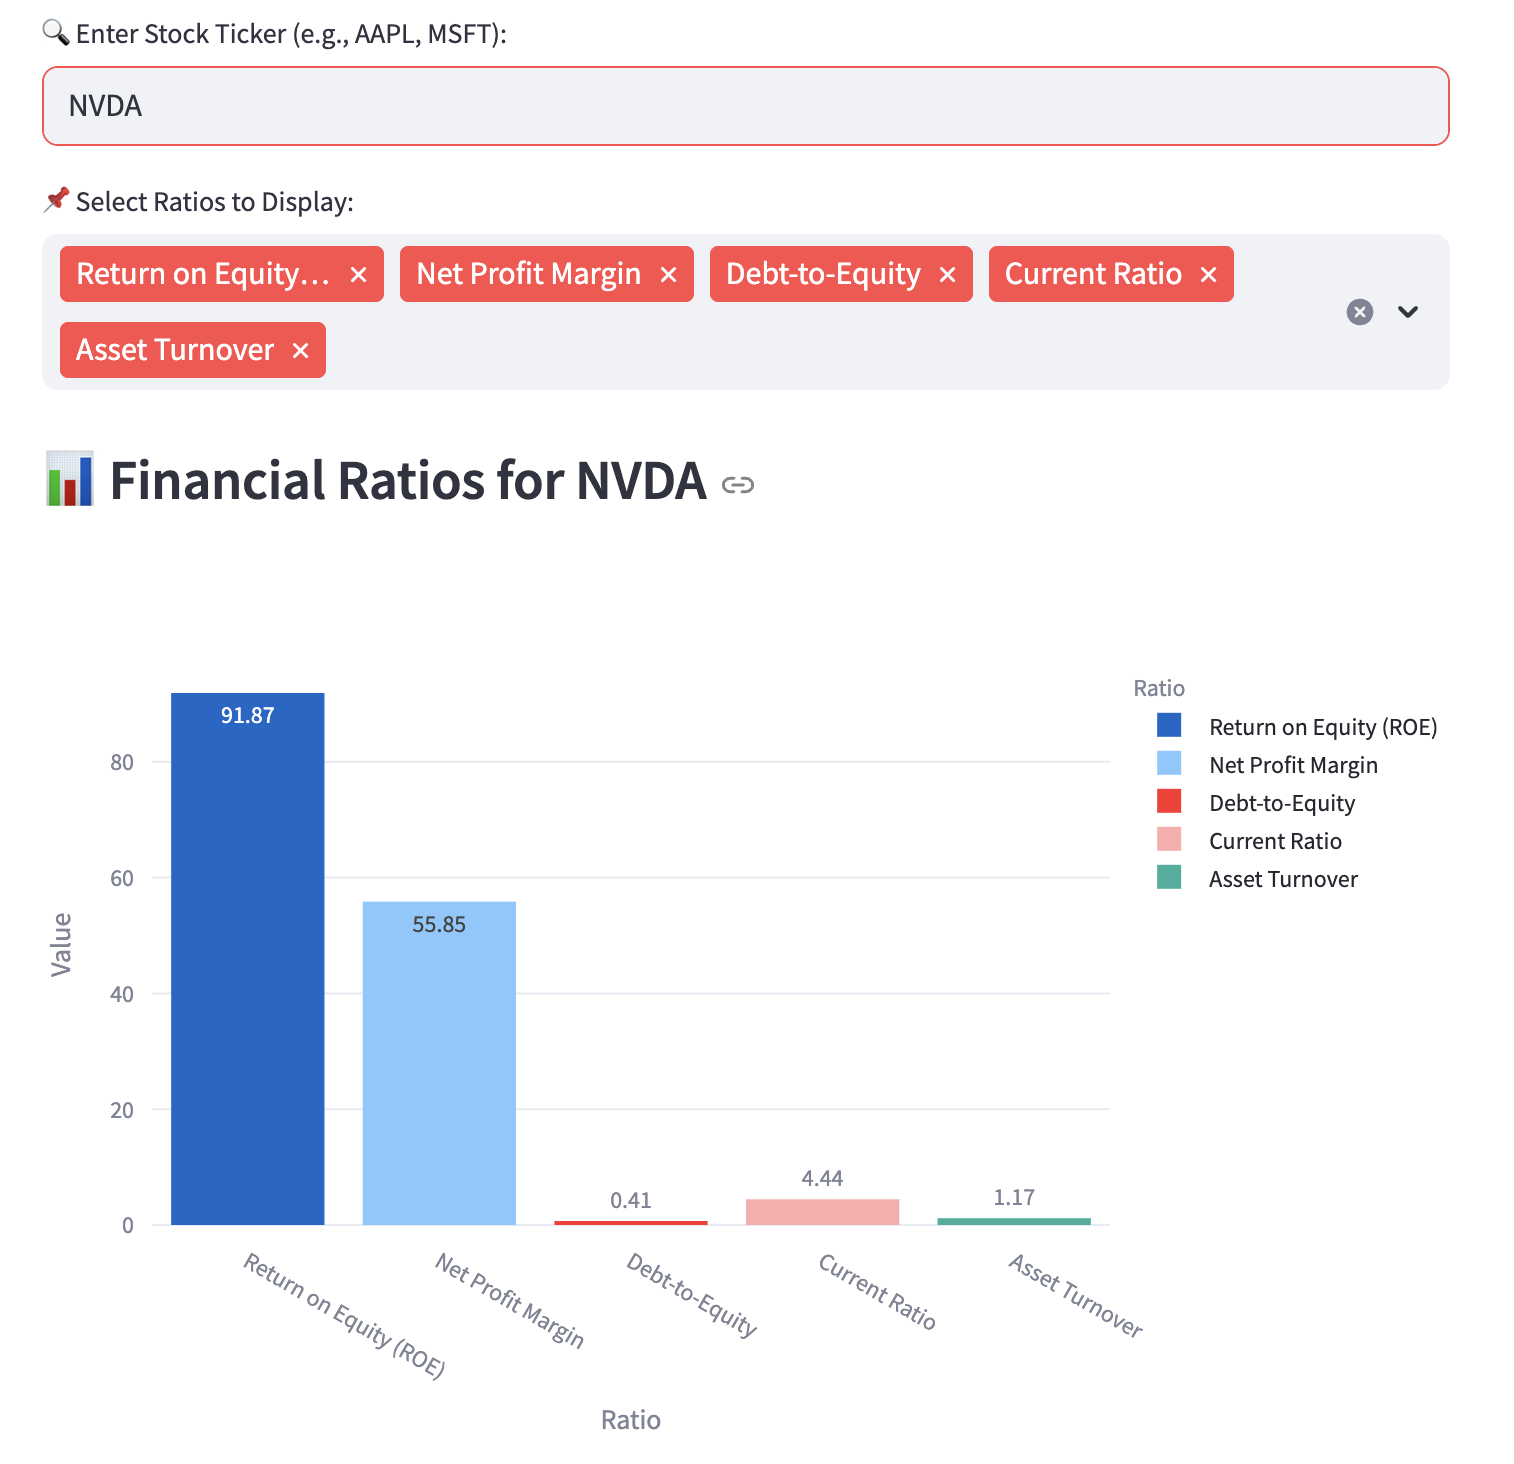 Enter Stock Ticker (e.g., AAPL, MSFT):
NVDA
Select Ratios to Display:
Return on Equity... × Net Profit Margin × Debt-to-Equity × Current Ratio ×
Asset Turnover ×
Financial Ratios for NVDA
Ratio
Return on Equity (ROE)
Net Profit Margin
Debt-to-Equity
Current Ratio
Asset Turnover
Value
80
60
40
20
0
91.87
55.85
0.41
4.44
1.17
Return on Equity (ROE)
Net Profit Margin
Debt-to-Equity
Current Ratio
Asset Turnover
Ratio